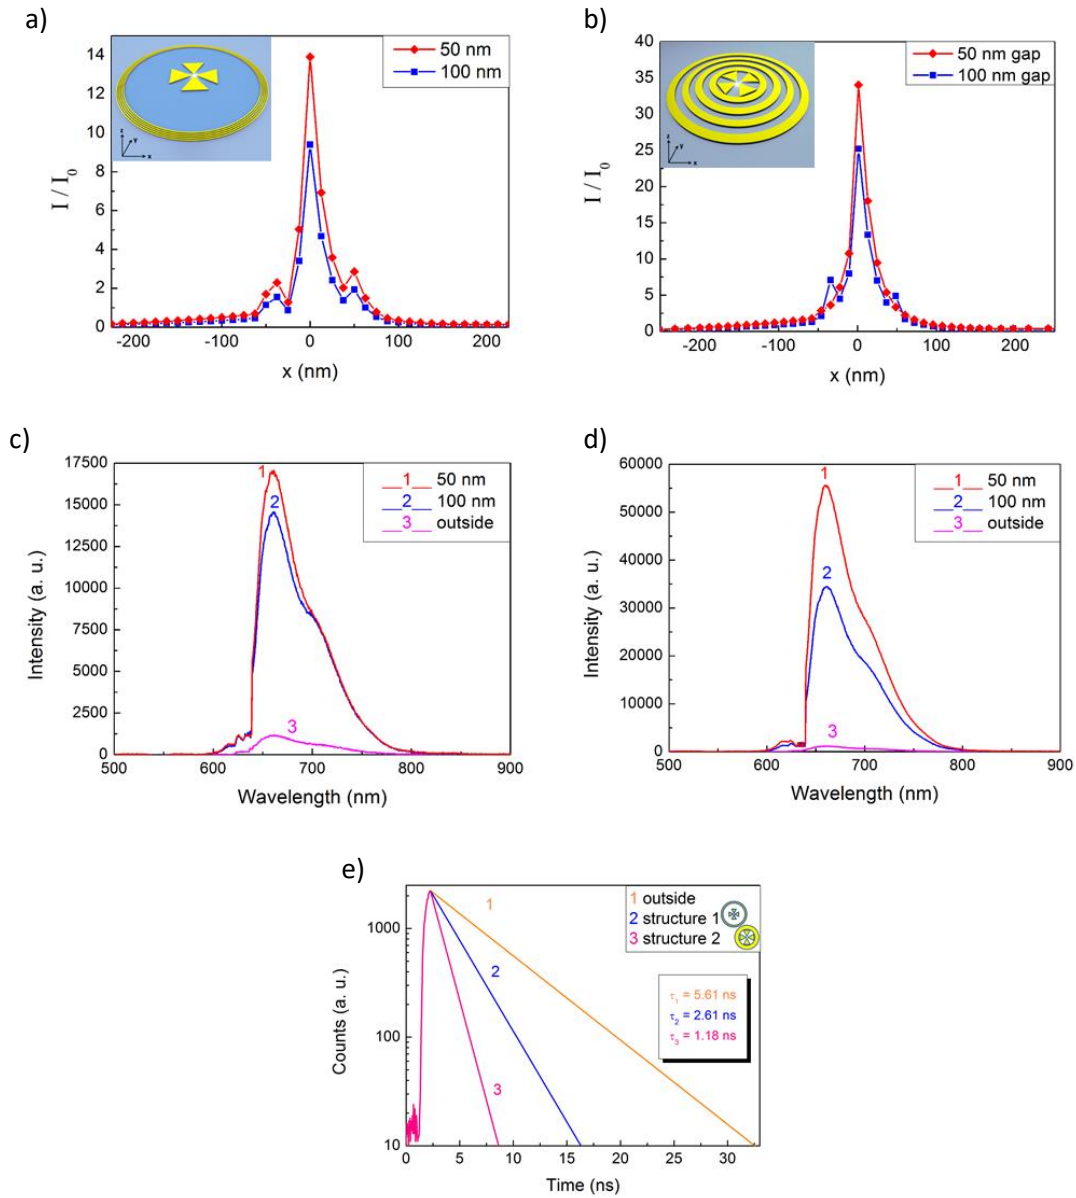 a)
14
12
10
8
6
4
2
0
I / I0
-200 -100 0 100 200
x (nm)
50 nm
100 nm
z
y
x
b)
40
35
30
25
20
15
10
5
0
I / I0
-200 -100 0 100 200
x (nm)
50 nm gap
100 nm gap
z
y
x
c)
17500
15000
12500
10000
7500
5000
2500
0
Intensity (a. u.)
500 600 700 800 900
Wavelength (nm)
1
2
3
1 50 nm
2 100 nm
3 outside
d)
60000
50000
40000
30000
20000
10000
0
Intensity (a. u.)
500 600 700 800 900
Wavelength (nm)
1
2
3
1 50 nm
2 100 nm
3 outside
e)
1000
100
10
Counts (a. u.)
0 5 10 15 20 25 30
Time (ns)
1
2
3
1 outside
2 structure 1
3 structure 2
τ1 = 5.61 ns
τ2 = 2.61 ns
τ3 = 1.18 ns